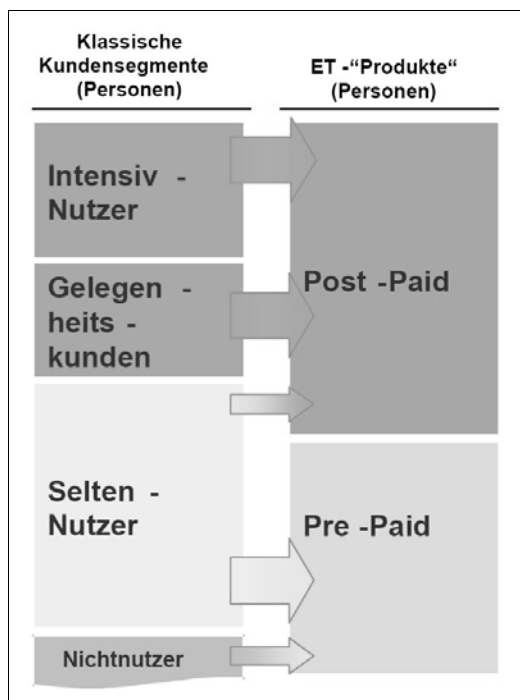 Klassische
Kundensegmente
(Personen)
ET -“Produkte“
(Personen)
Intensiv -
Nutzer
Gelegen -
heits -
kunden
Post -Paid
Selten -
Nutzer
Pre -Paid
Nichtnutzer